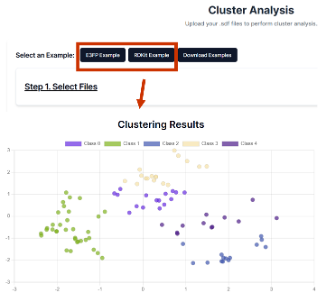 Cluster Analysis
Upload your .sdf files to perform cluster analysis.
Select an Example: E3FP Example RDKit Example Download Examples
Step 1. Select Files
Clustering Results
Class 0 Class 1 Class 2 Class 3 Class 4
3
2
1
0
-1
-2
-3
-3 -2 -1 0 1 2 3 4